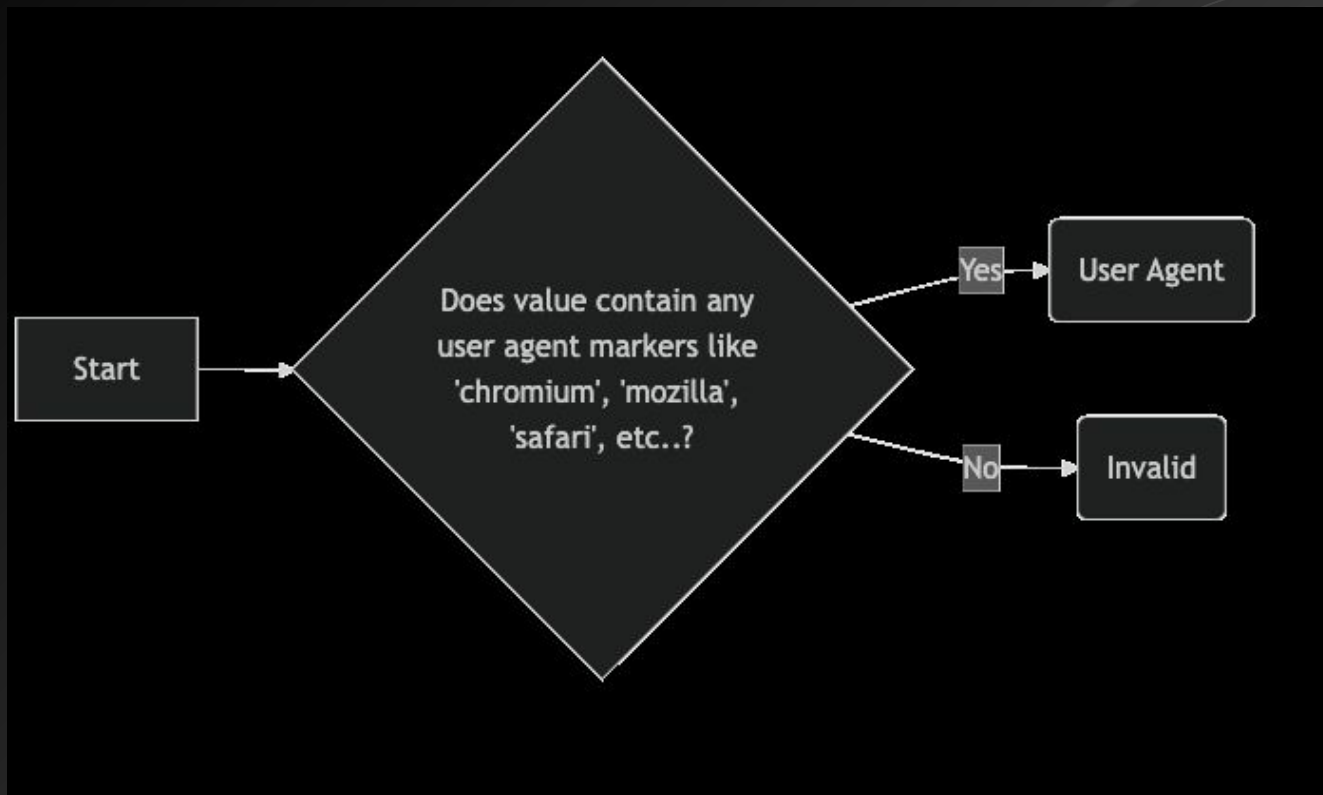 Start
Does value contain any
user agent markers like
'chromium', 'mozilla',
'safari', etc..?
Yes
User Agent
No
Invalid